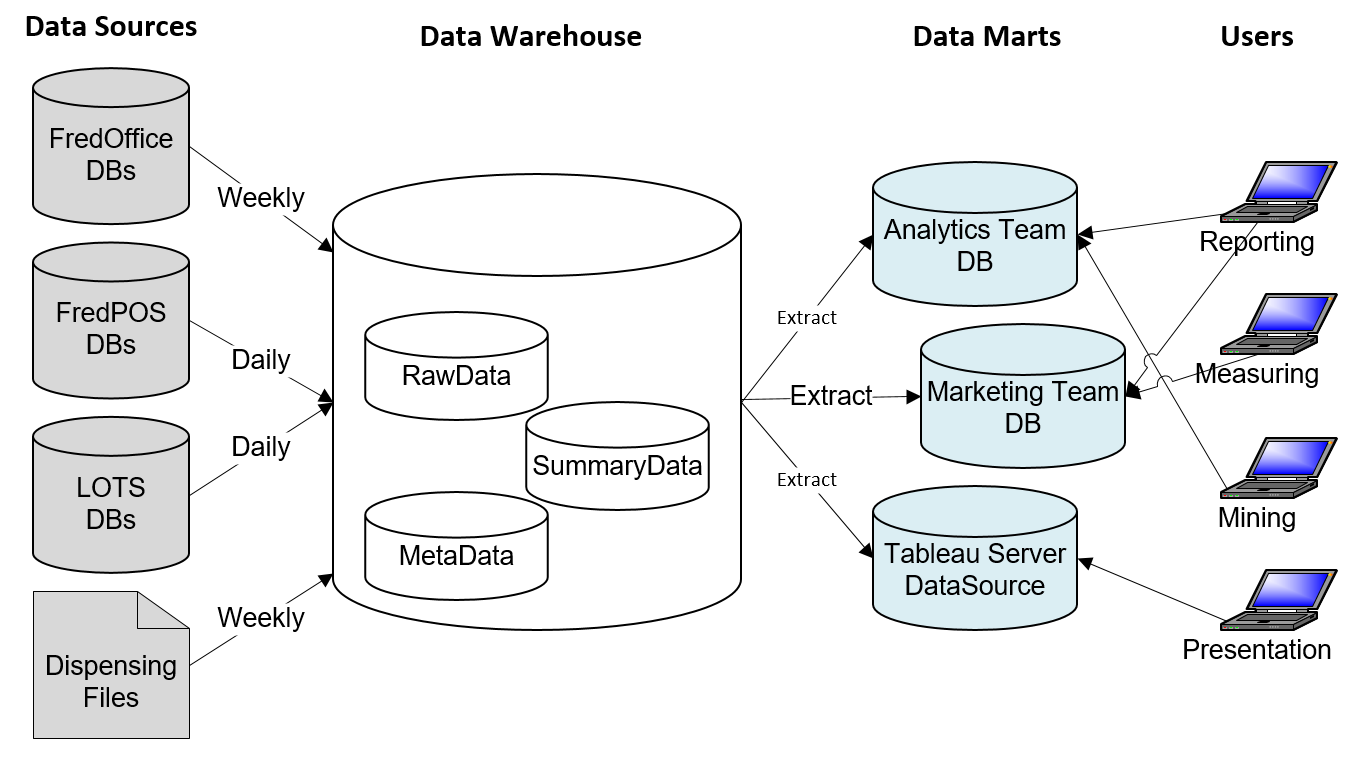 Data Sources
Data Warehouse
Data Marts
Users
FredOffice
DBs
Weekly
FredPOS
DBs
Daily
LOTS
DBs
Daily
Dispensing
Files
Weekly
RawData
SummaryData
MetaData
Extract
Extract
Extract
Analytics Team
DB
Marketing Team
DB
Tableau Server
DataSource
Reporting
Measuring
Mining
Presentation